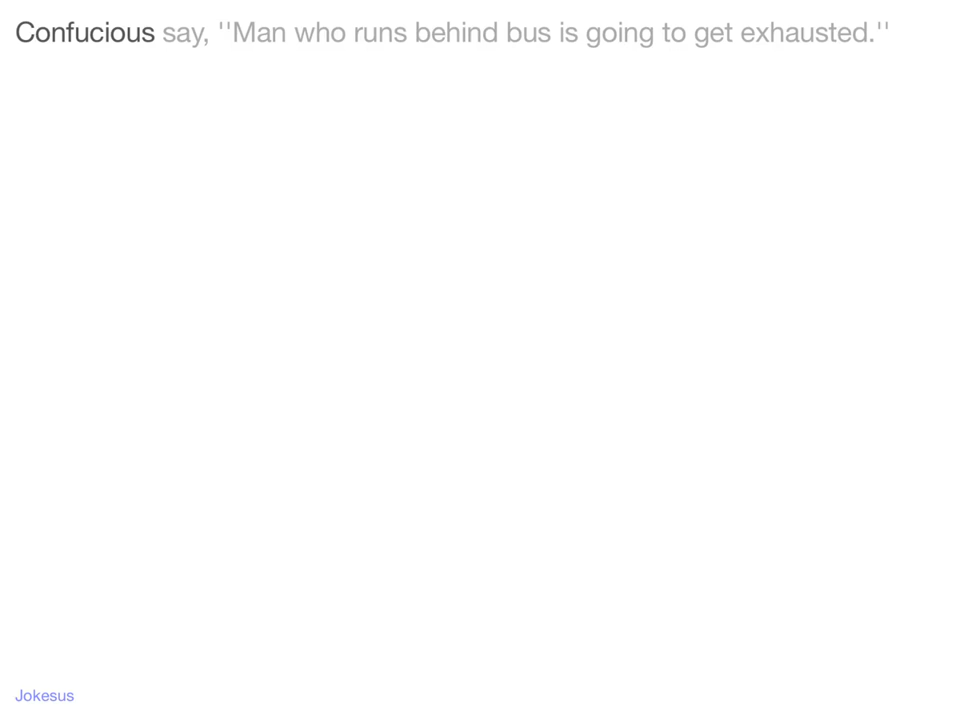 Confucious say, ''Man who runs behind bus is going to get exhausted.''
Jokesus